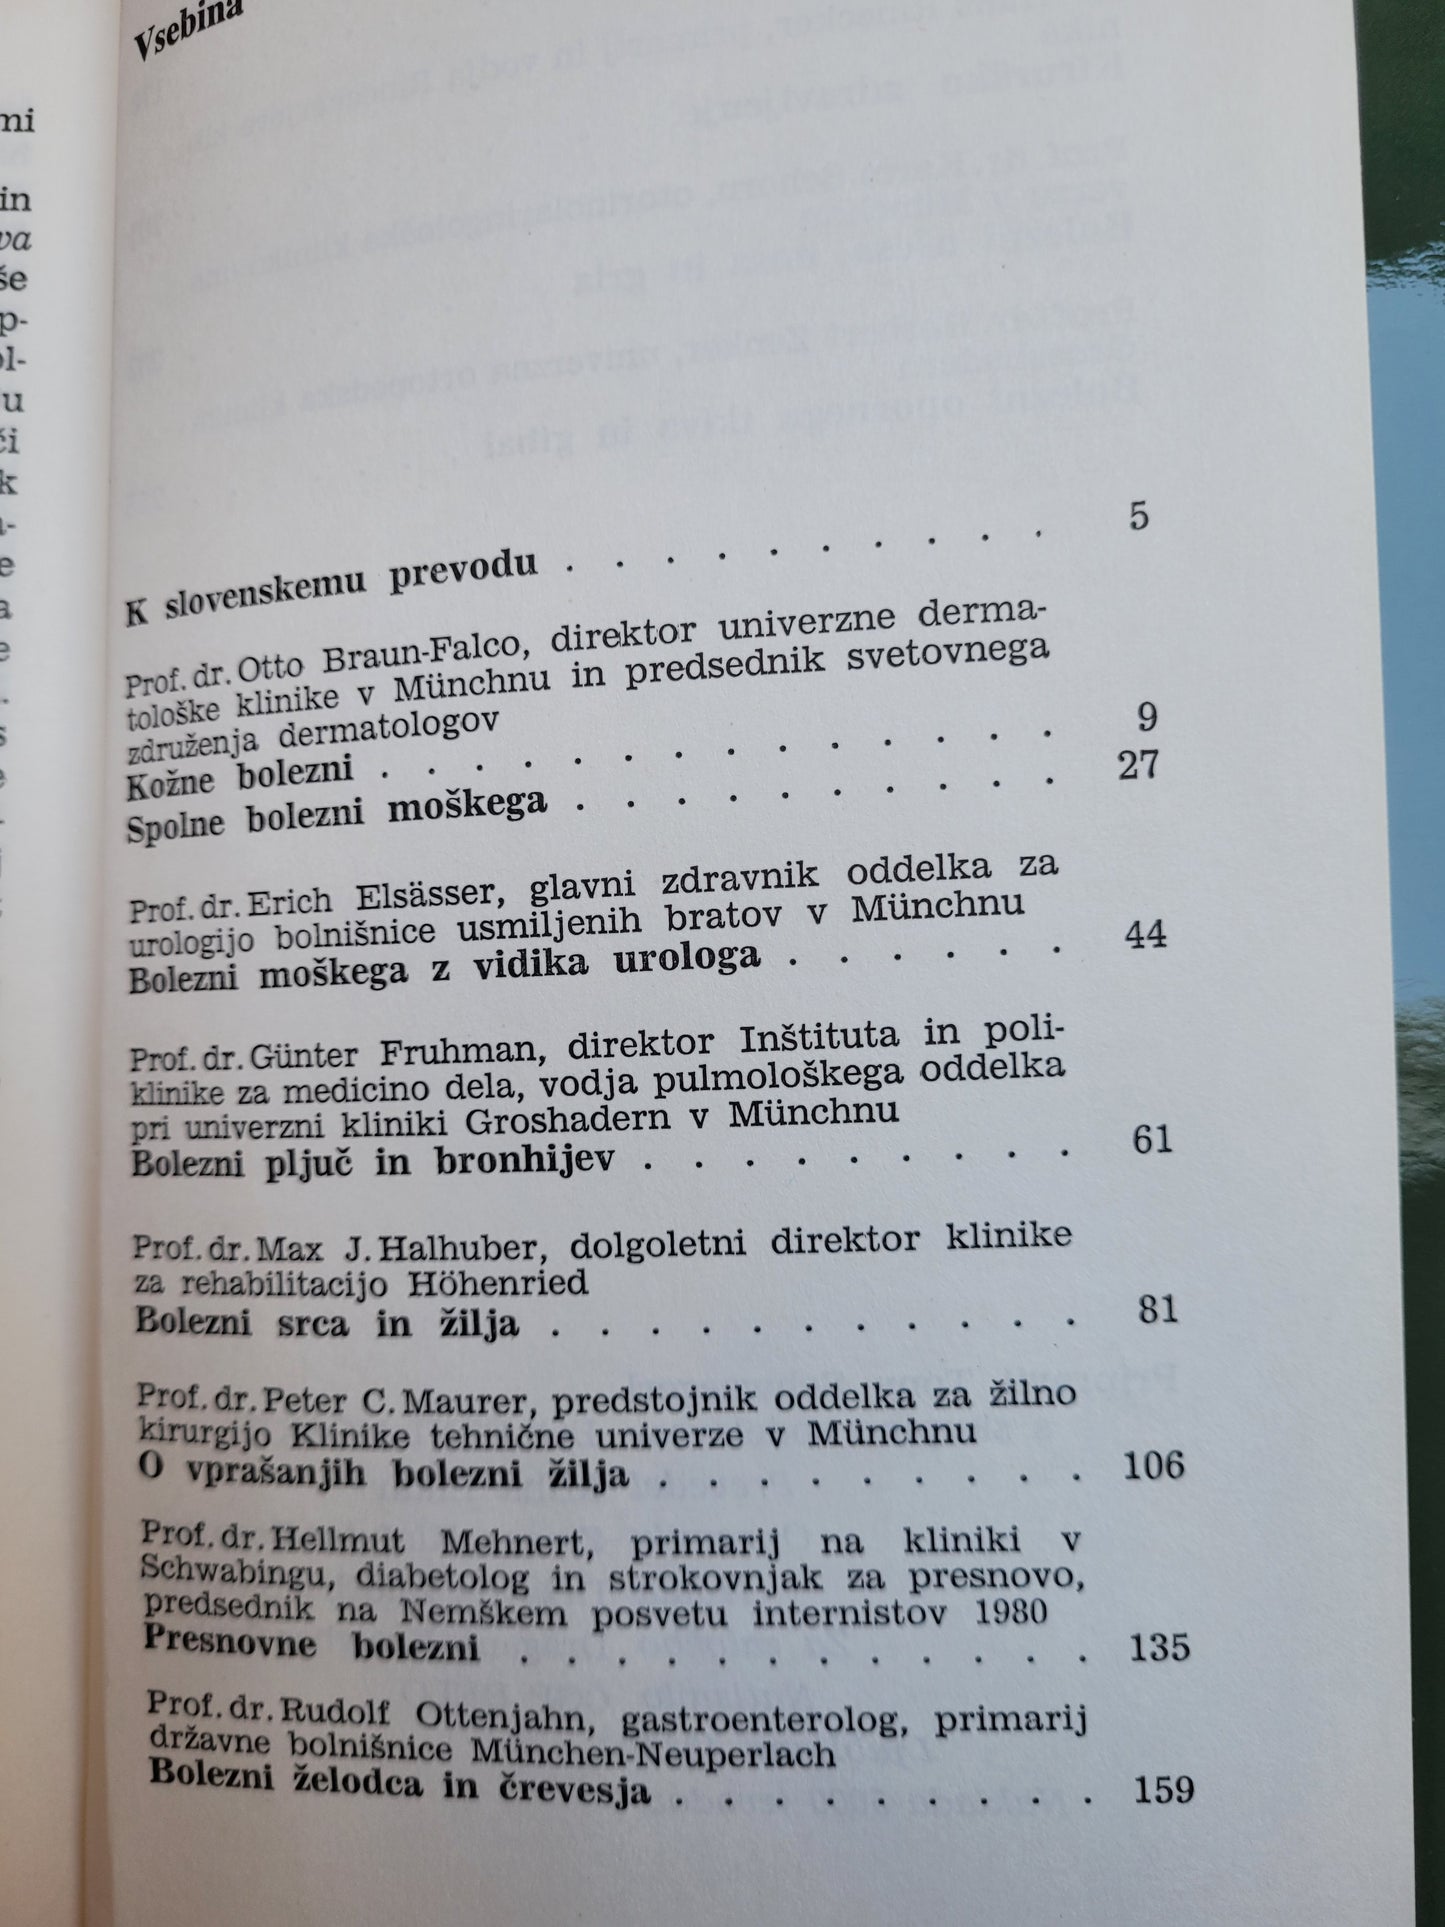 Vsebina
K slovenskemu prevodu . . . . . . . . . . 5
Prof. dr. Otto Braun-Falco, direktor univerzne derma-
tološke klinike v Münchnu in predsednik svetovnega
združenja dermatologov
Kožne bolezni . . . . . . . . . . . . . . 9
Spolne bolezni moškega . . . . . . . . . . 27
Prof. dr. Erich Elsässer, glavni zdravnik oddelka za
urologijo bolnišnice usmiljenih bratov v Münchnu
Bolezni moškega z vidika urologa . . . . . . 44
Prof. dr. Günter Fruhman, direktor Inštituta in poli-
klinike za medicino dela, vodja pulmološkega oddelka
pri univerzni kliniki Groshadern v Münchnu
Bolezni pljuč in bronhijev . . . . . . . . . 61
Prof. dr. Max J. Halhuber, dolgoletni direktor klinike
za rehabilitacijo Höhenried
Bolezni srca in žilja . . . . . . . . . . . 81
Prof. dr. Peter C. Maurer, predstojnik oddelka za žilno
kirurgijo Klinike tehnične univerze v Münchnu
O vprašanjih bolezni žilja . . . . . . . . . 106
Prof. dr. Hellmut Mehnert, primarij na kliniki v
Schwabingu, diabetolog in strokovnjak za presnovo,
predsednik na Nemškem posvetu internistov 1980
Presnovne bolezni . . . . . . . . . . . . 135
Prof. dr. Rudolf Ottenjahn, gastroenterolog, primarij
državne bolnišnice München-Neuperlach
Bolezni želodca in črevesja . . . . . . . . . 159